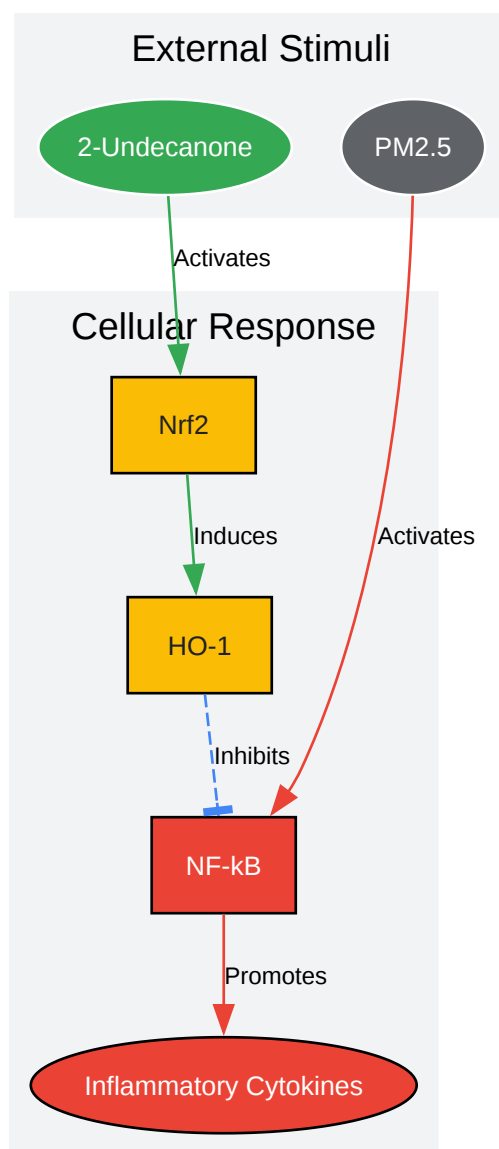 External Stimuli
2-Undecanone
PM2.5
Activates
Cellular Response
Nrf2
Induces
Activates
HO-1
Inhibits
NF-kB
Promotes
Inflammatory Cytokines